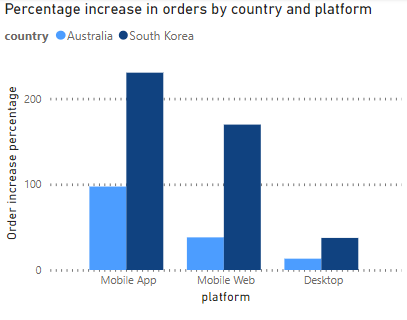 Percentage increase in orders by country and platform
country Australia South Korea
Order increase percentage
200
100
0
Mobile App Mobile Web Desktop
platform